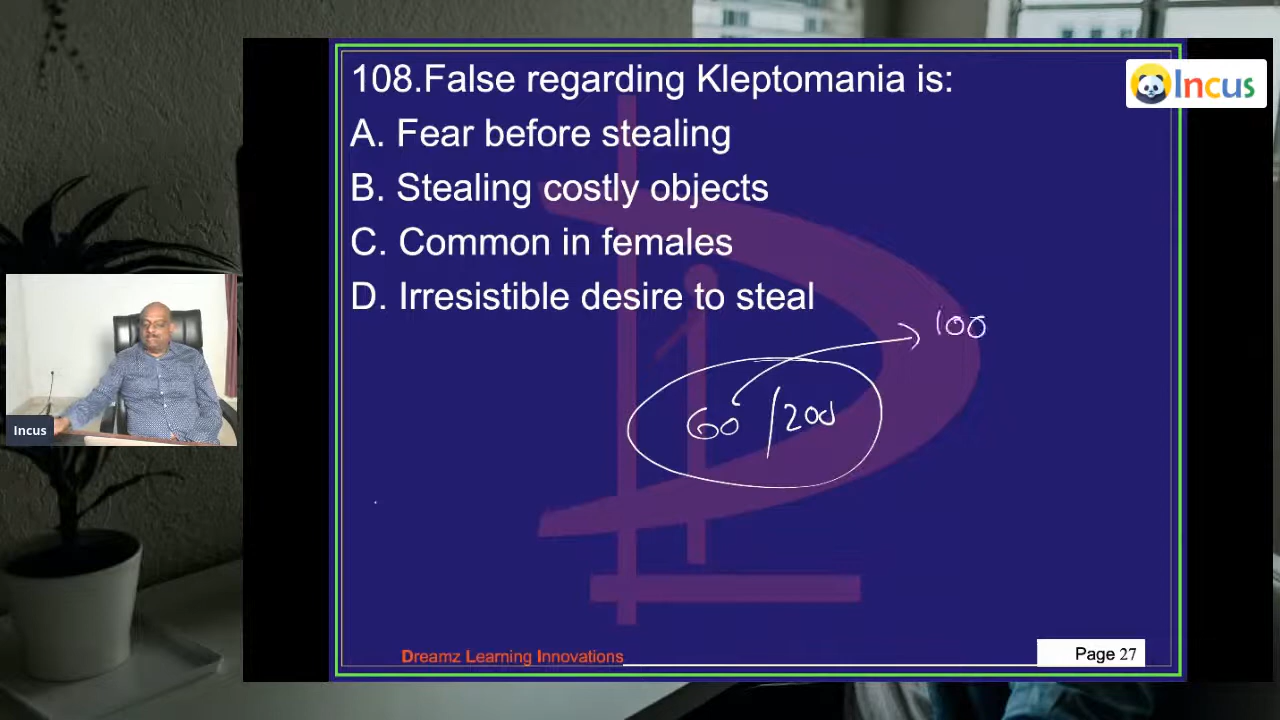 108.False regarding Kleptomania is:
Incus
A. Fear before stealing
B. Stealing costly objects
C. Common in females
D. Irresistible desire to steal
100
60/200
Incus
Dreamz Learning Innovations
Page 27